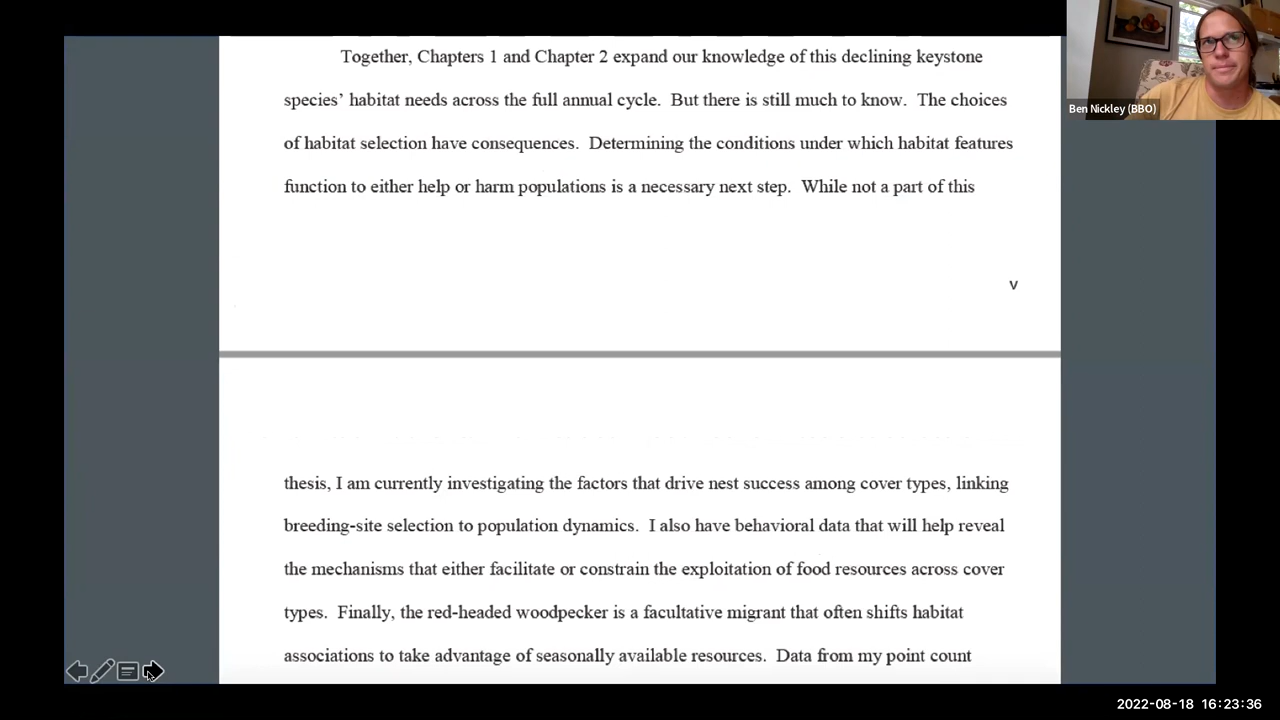 Together, Chapters 1 and Chapter 2 expand our knowledge of this declining keystone
species’ habitat needs across the full annual cycle.  But there is still much to know.  The choices
of habitat selection have consequences.  Determining the conditions under which habitat features
function to either help or harm populations is a necessary next step.  While not a part of this
v
thesis, I am currently investigating the factors that drive nest success among cover types, linking
breeding-site selection to population dynamics.  I also have behavioral data that will help reveal
the mechanisms that either facilitate or constrain the exploitation of food resources across cover
types.  Finally, the red-headed woodpecker is a facultative migrant that often shifts habitat
associations to take advantage of seasonally available resources.  Data from my point count
Ben Nickley (BBO)
2022-08-18 16:23:36